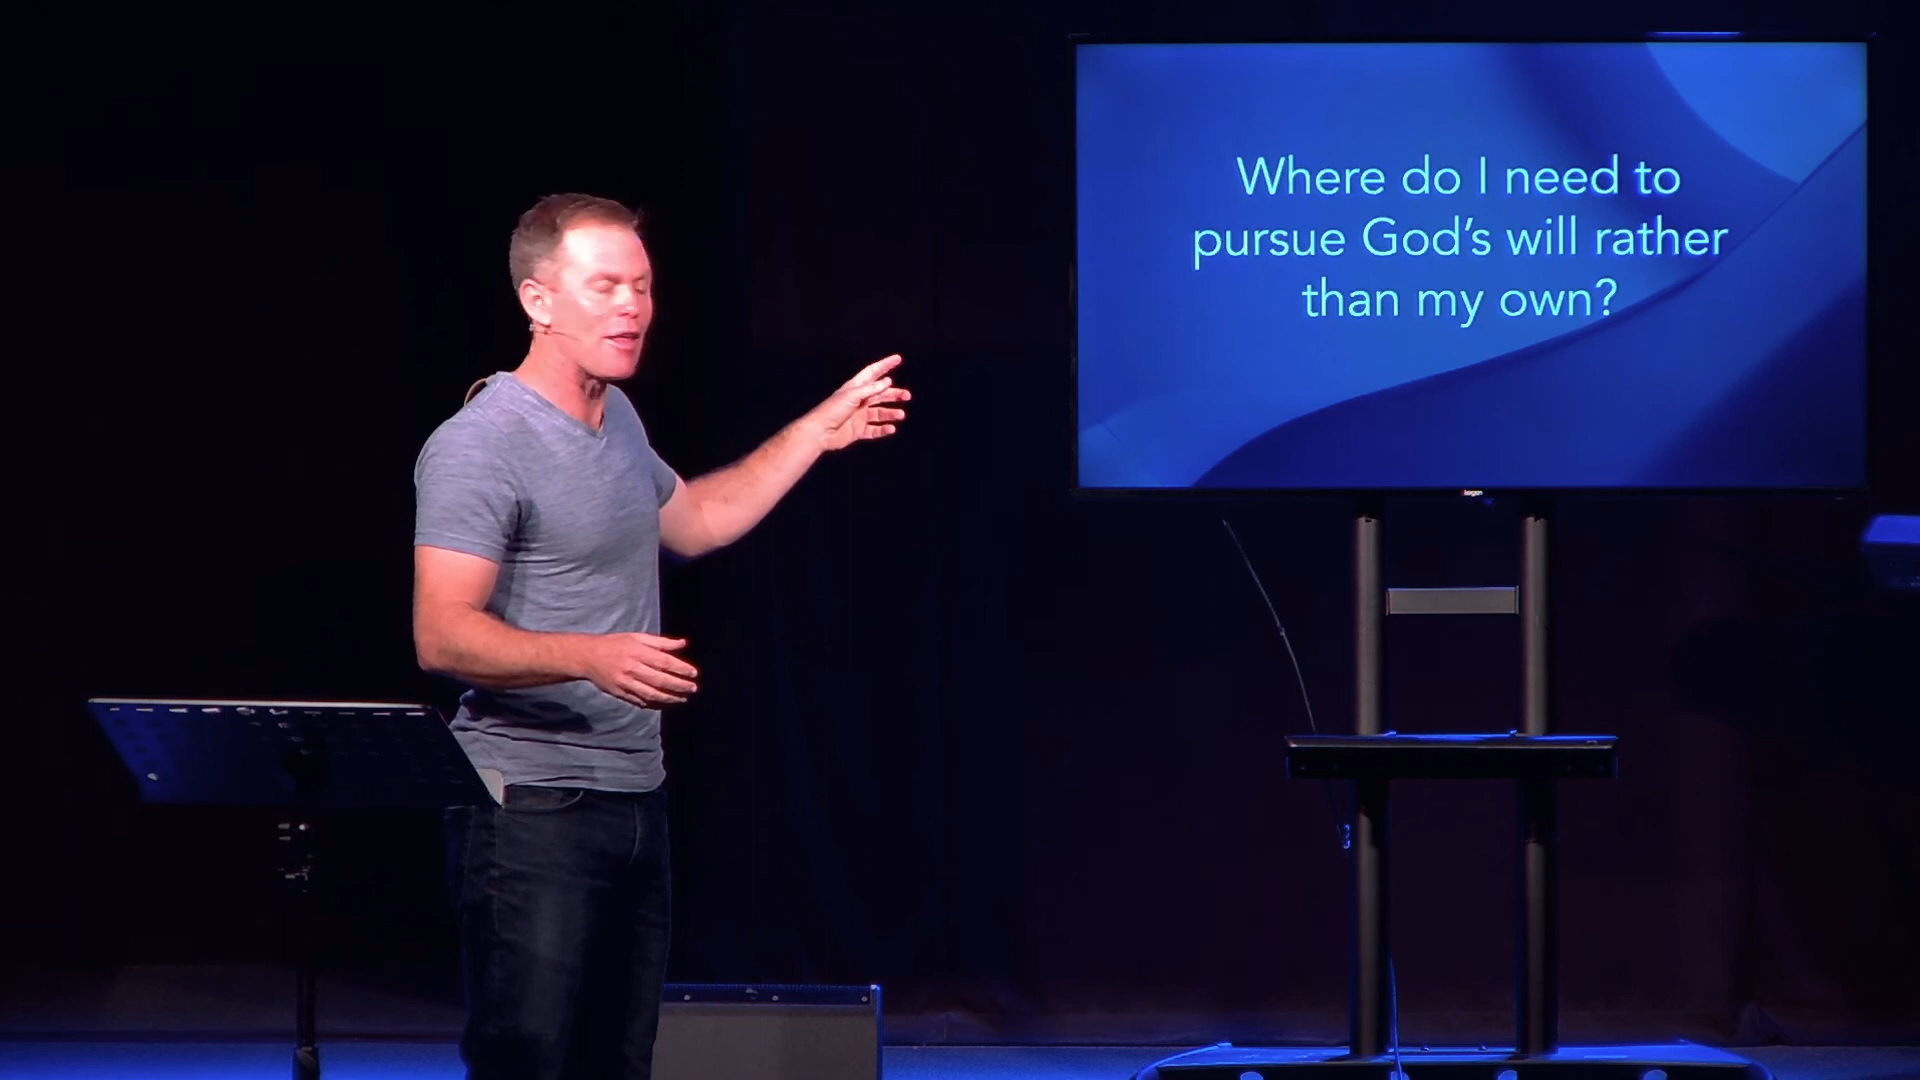 Where do I need to
pursue God's will rather
than my own?